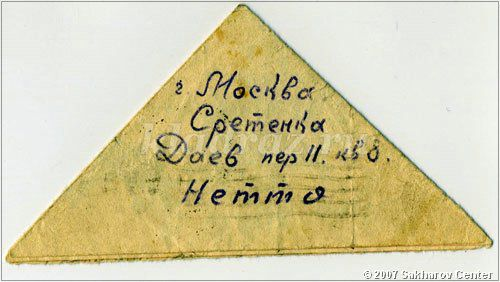 г Москва
Сретенка
Даев пер 11. кв 8.
Нетто
© 2007 Sakharov Center